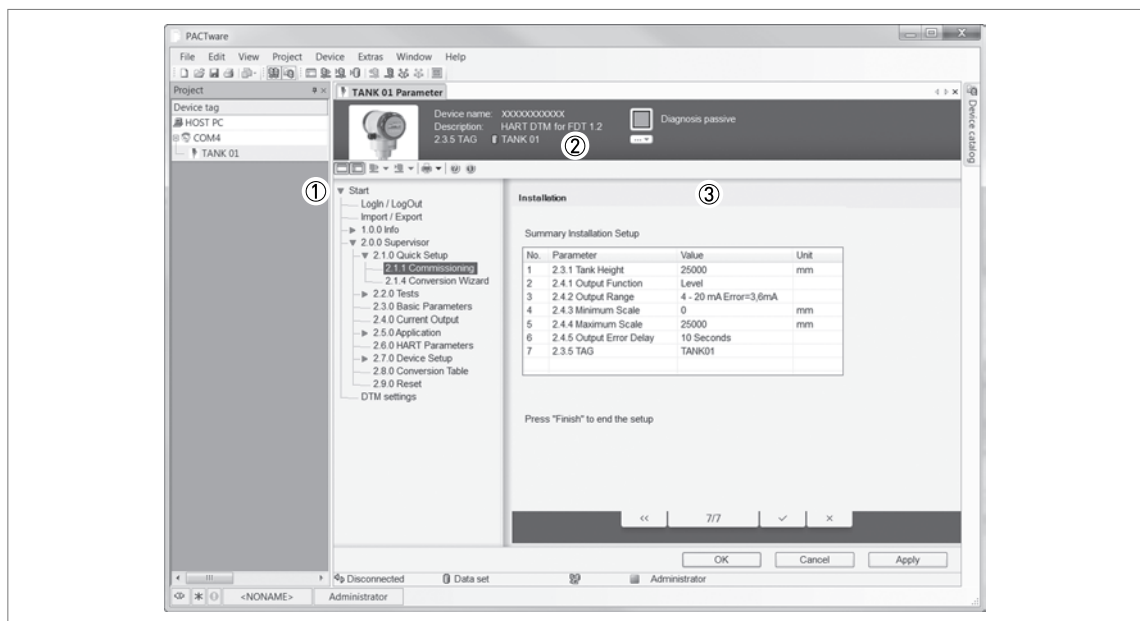 PACTware
File Edit View Project Device Extras Window Help
Project
Device tag
HOST PC
COM4
TANK 01
TANK 01 Parameter
Device name: XXXXXXXXXXX
Description: HART DTM for FDT 1.2
2.3.5 TAG TANK 01
Diagnosis passive
Device catalog
①
②
③
Start
LogIn / LogOut
Import / Export
1.0.0 Info
2.0.0 Supervisor
2.1.0 Quick Setup
2.1.1 Commissioning
2.1.4 Conversion Wizard
2.2.0 Tests
2.3.0 Basic Parameters
2.4.0 Current Output
2.5.0 Application
2.6.0 HART Parameters
2.7.0 Device Setup
2.8.0 Conversion Table
2.9.0 Reset
DTM settings
Installation
Summary Installation Setup
No. Parameter Value Unit
1 2.3.1 Tank Height 25000 mm
2 2.4.1 Output Function Level
3 2.4.2 Output Range 4 - 20 mA Error=3,6mA
4 2.4.3 Minimum Scale 0 mm
5 2.4.4 Maximum Scale 25000 mm
6 2.4.5 Output Error Delay 10 Seconds
7 2.3.5 TAG TANK01
Press "Finish" to end the setup
<< 7/7 ✓ ×
OK Cancel Apply
Disconnected Data set Administrator
<NONAME> Administrator